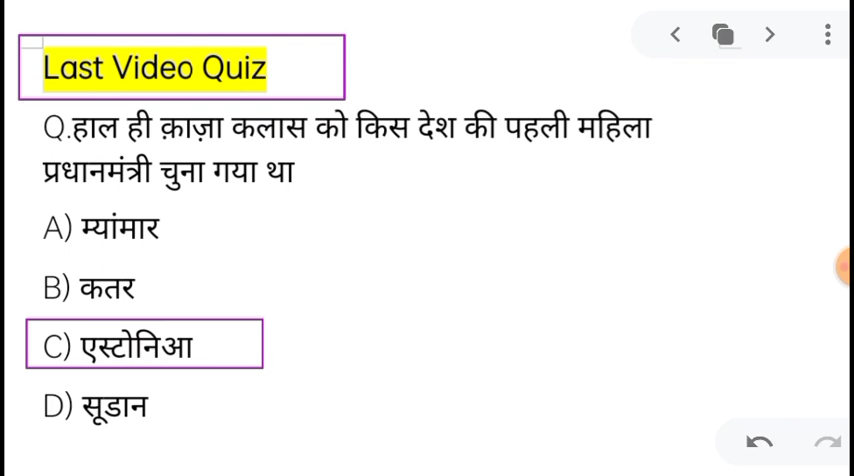 Last Video Quiz
Q.हाल ही क़ाज़ा कलास को किस देश की पहली महिला
प्रधानमंत्री चुना गया था
A) म्यांमार
B) कतर
C) एस्टोनिआ
D) सूडान